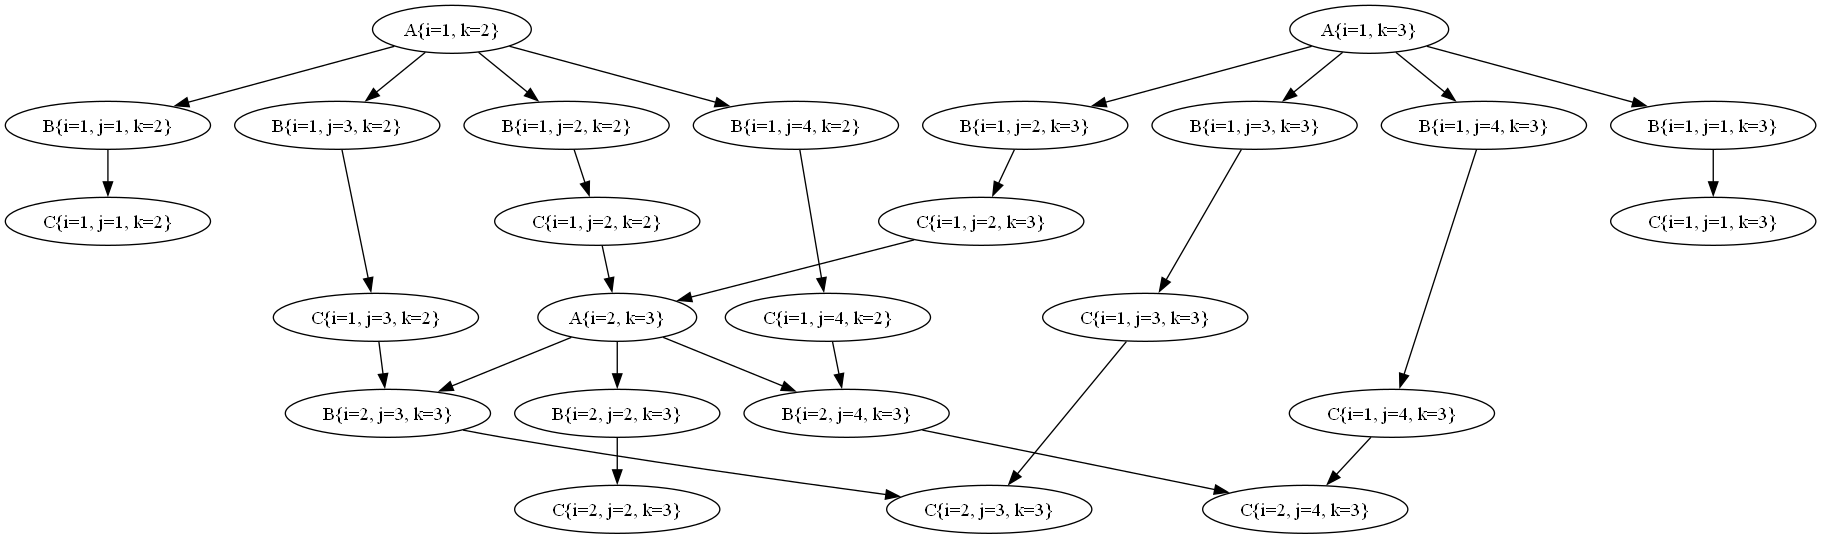 A{i=1, k=2}
A{i=1, k=3}
B{i=1, j=1, k=2}
B{i=1, j=3, k=2}
B{i=1, j=2, k=2}
B{i=1, j=4, k=2}
B{i=1, j=2, k=3}
B{i=1, j=3, k=3}
B{i=1, j=4, k=3}
B{i=1, j=1, k=3}
C{i=1, j=1, k=2}
C{i=1, j=2, k=2}
C{i=1, j=2, k=3}
C{i=1, j=1, k=3}
C{i=1, j=3, k=2}
A{i=2, k=3}
C{i=1, j=4, k=2}
C{i=1, j=3, k=3}
B{i=2, j=3, k=3}
B{i=2, j=2, k=3}
B{i=2, j=4, k=3}
C{i=1, j=4, k=3}
C{i=2, j=2, k=3}
C{i=2, j=3, k=3}
C{i=2, j=4, k=3}